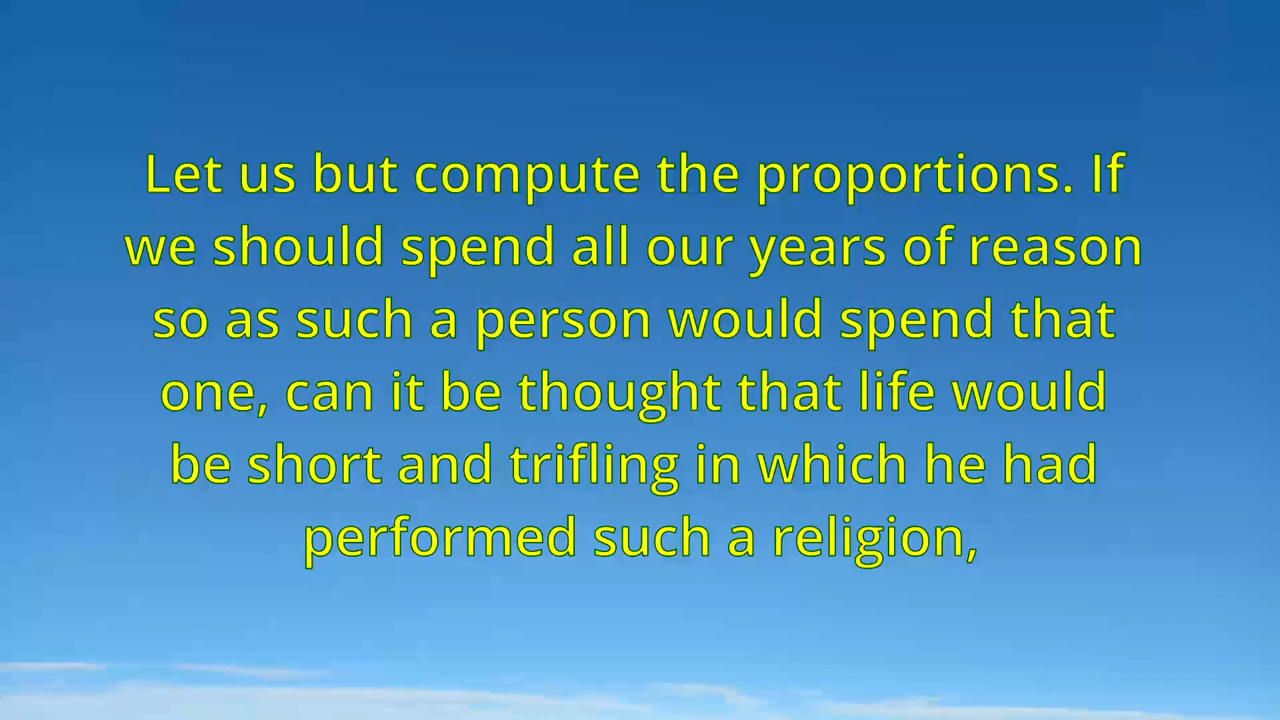 Let us but compute the proportions. If
we should spend all our years of reason
so as such a person would spend that
one, can it be thought that life would
be short and trifling in which he had
performed such a religion,